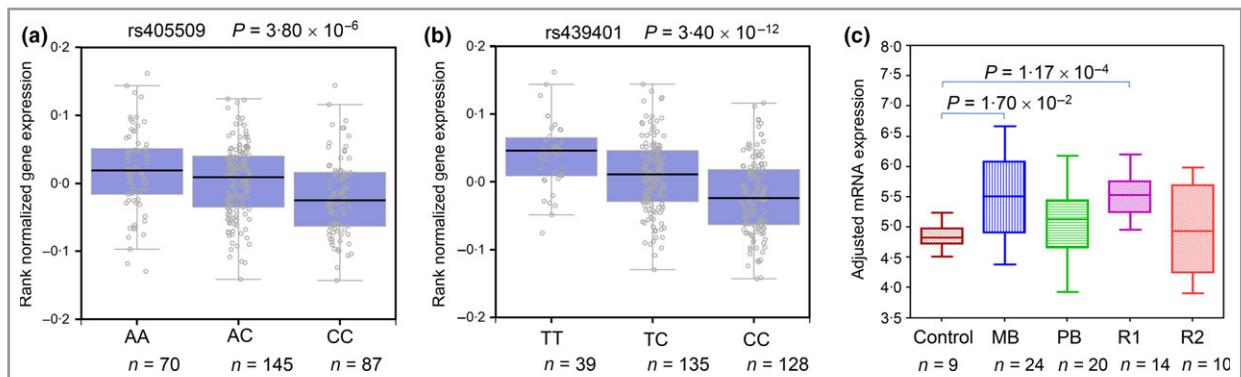 (a) rs405509 P = 3·80 × 10–6
Rank normalized gene expression
0·2
0·1
0·0
–0·1
–0·2
AA AC CC
n = 70 n = 145 n = 87
(b) rs439401 P = 3·40 × 10–12
Rank normalized gene expression
0·2
0·1
0·0
–0·1
–0·2
TT TC CC
n = 39 n = 135 n = 128
(c)
Adjusted mRNA expression
8·0
7·5
7·0
6·5
6·0
5·5
5·0
4·5
4·0
3·5
P = 1·17 × 10–4
P = 1·70 × 10–2
Control MB PB R1 R2
n = 9 n = 24 n = 20 n = 14 n = 10